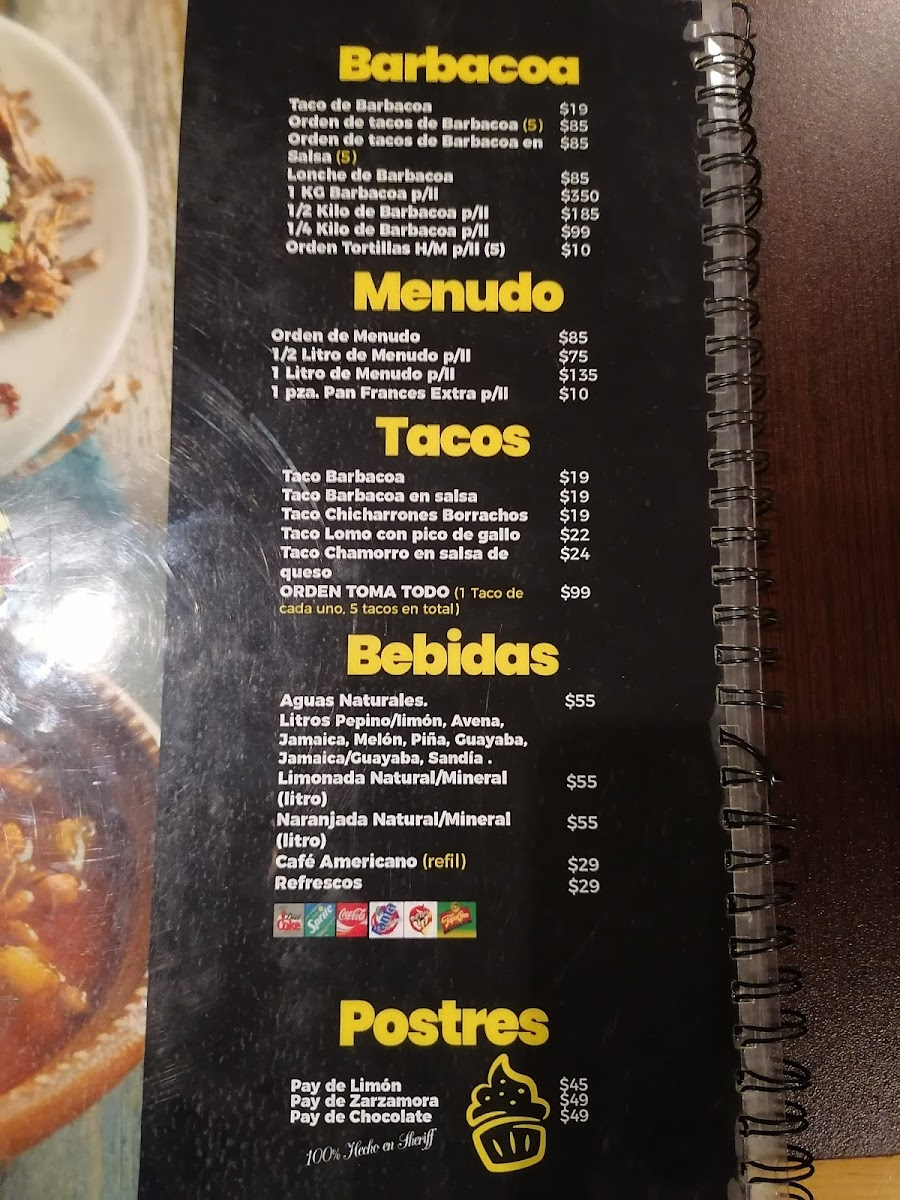 Barbacoa
Taco de Barbacoa $19
Orden de tacos de Barbacoa (5) $85
Orden de tacos de Barbacoa en $85
Salsa (5)
Lonche de Barbacoa $85
1 KG Barbacoa p/ll $350
1/2 Kilo de Barbacoa p/ll $185
1/4 Kilo de Barbacoa p/ll $99
Orden Tortillas H/M p/ll (5) $10
Menudo
Orden de Menudo $85
1/2 Litro de Menudo p/ll $75
1 Litro de Menudo p/ll $135
1 pza. Pan Frances Extra p/ll $10
Tacos
Taco Barbacoa $19
Taco Barbacoa en salsa $19
Taco Chicharrones Borrachos $19
Taco Lomo con pico de gallo $22
Taco Chamorro en salsa de $24
queso
ORDEN TOMA TODO (1 Taco de $99
cada uno, 5 tacos en total)
Bebidas
Aguas Naturales. $55
Litros Pepino/limón, Avena,
Jamaica, Melón, Piña, Guayaba,
Jamaica/Guayaba, Sandía .
Limonada Natural/Mineral $55
(litro)
Naranjada Natural/Mineral $55
(litro)
Café Americano (refil) $29
Refrescos $29
Coke Sprite Coca-Cola Fanta
Postres
Pay de Limón $45
Pay de Zarzamora $49
Pay de Chocolate $49
100% Hecho en Sheriff